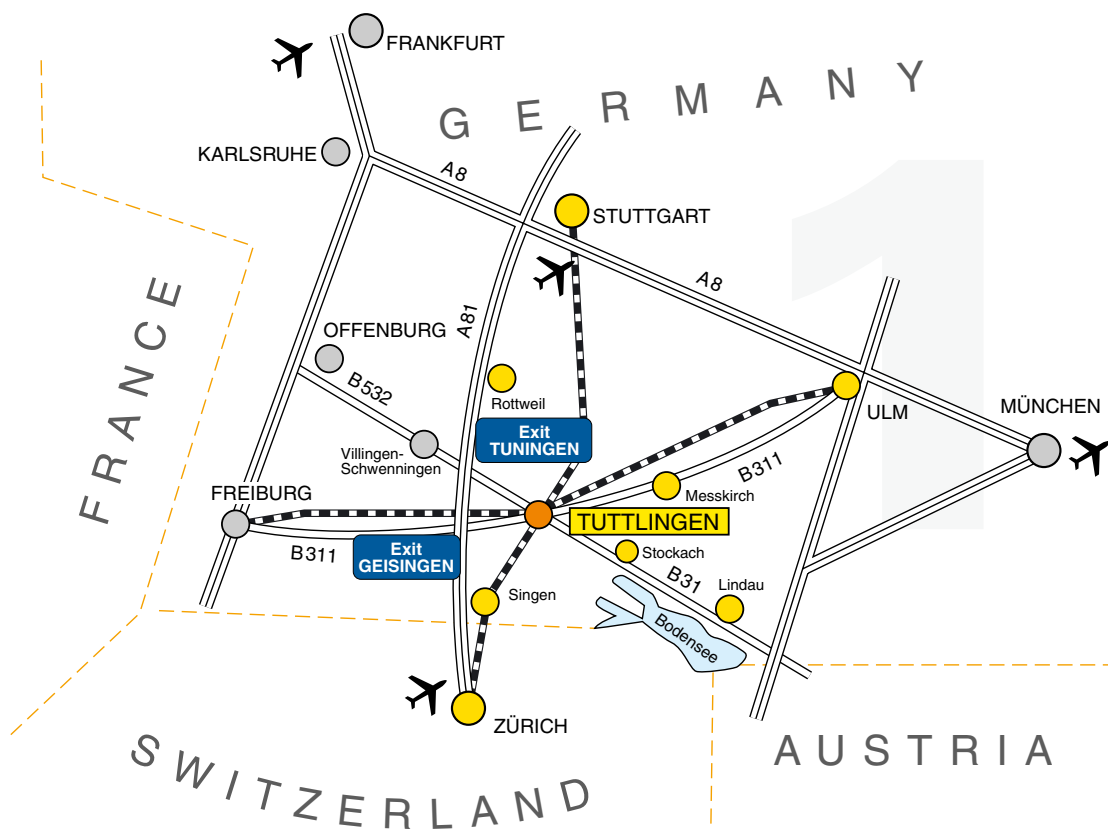 FRANKFURT
GERMANY
KARLSRUHE
A8
STUTTGART
A8
FRANCE
A81
OFFENBURG
B532
Rottweil
ULM
MÜNCHEN
Exit
TUNINGEN
Villingen-
Schwenningen
B311
Messkirch
FREIBURG
TUTTLINGEN
B311
Exit
GEISINGEN
Stockach
B31
Lindau
Singen
Bodensee
ZÜRICH
SWITZERLAND
AUSTRIA
1